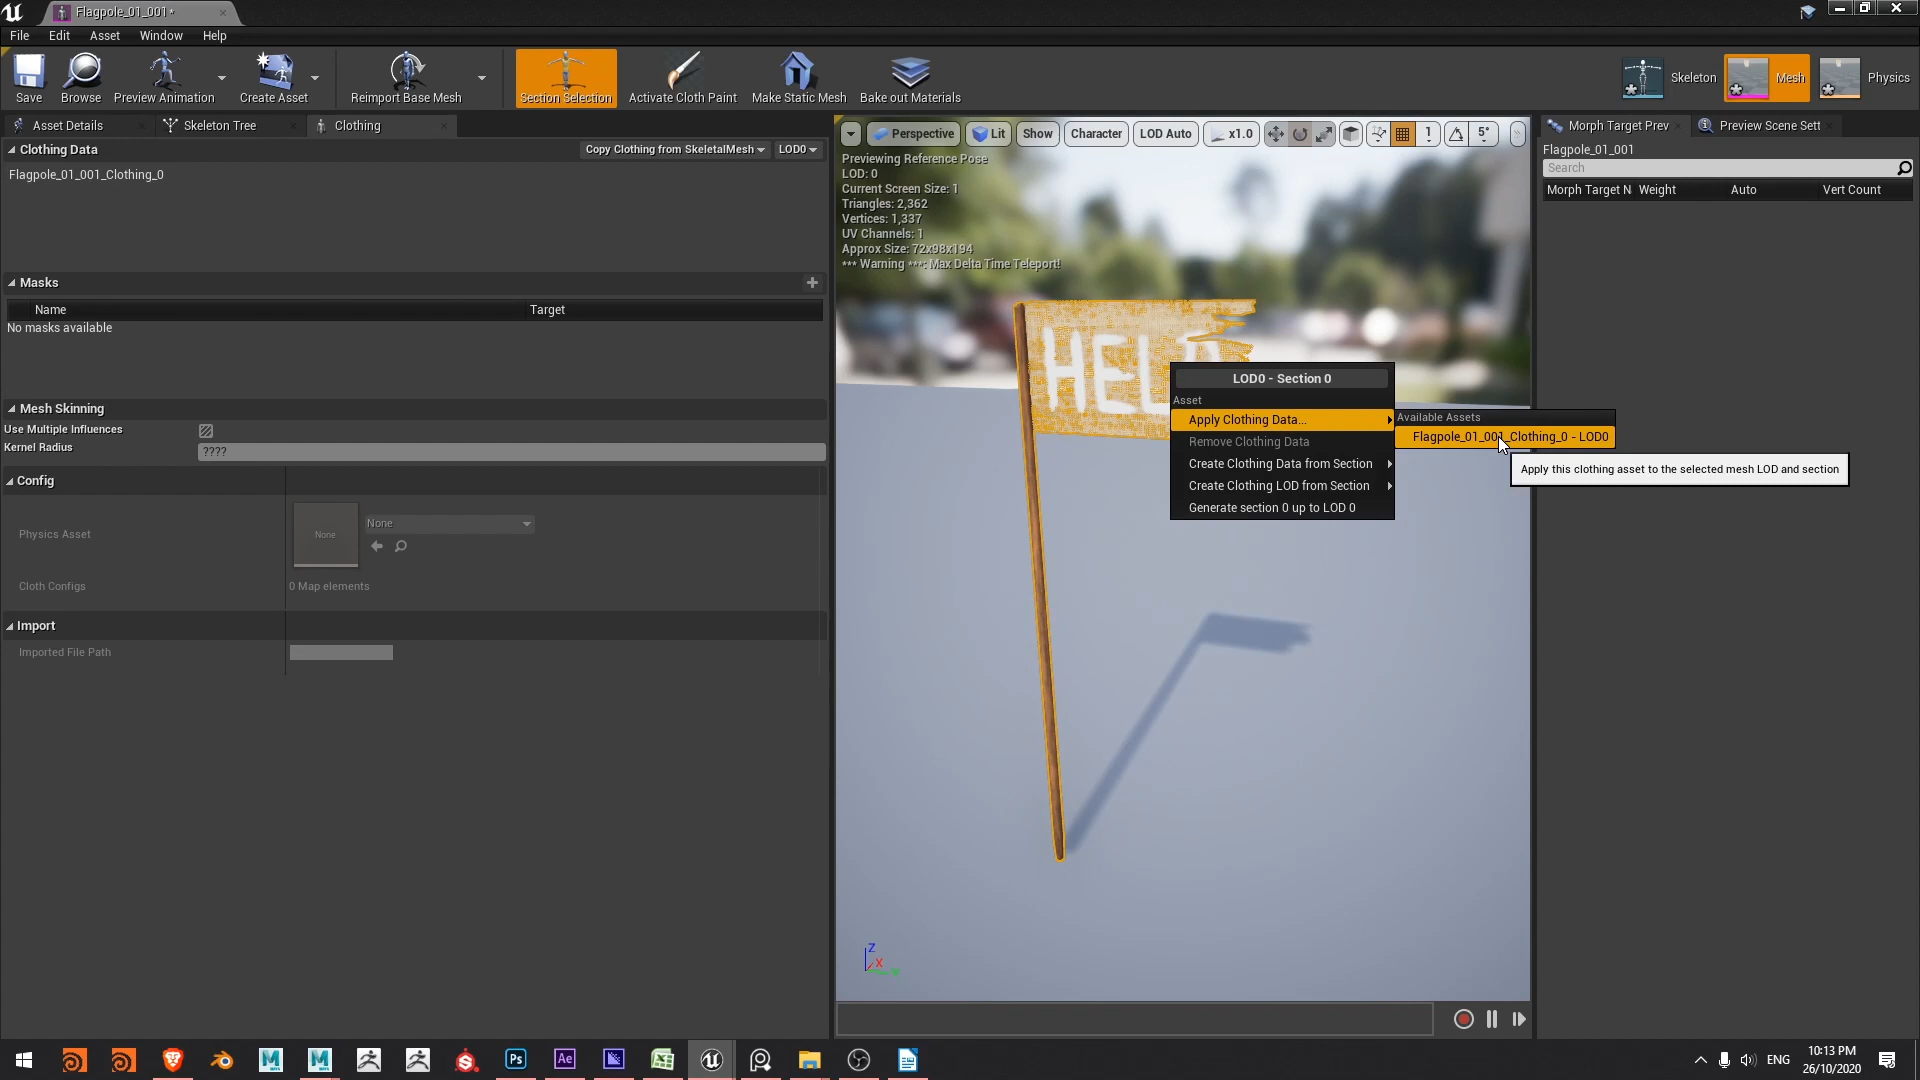 Flagpole_01_001*
File Edit Asset Window Help
Save Browse Preview Animation Create Asset Reimport Base Mesh Section Selection Activate Cloth Paint Make Static Mesh Bake out Materials Skeleton Mesh Physics
Asset Details Skeleton Tree Clothing
Clothing Data Copy Clothing from SkeletalMesh LOD0
Flagpole_01_001_Clothing_0
Masks
Name Target
No masks available
Mesh Skinning
Use Multiple Influences
Kernel Radius ????
Config
Physics Asset None None
Cloth Configs 0 Map elements
Import
Imported File Path
Perspective Lit Show Character LOD Auto x1.0 1 5°
Previewing Reference Pose
LOD: 0
Current Screen Size: 1
Triangles: 2,362
Vertices: 1,337
UV Channels: 1
Approx Size: 72x98x194
*** Warning ***: Max Delta Time Teleport!
LOD0 - Section 0
Asset
Apply Clothing Data...
Remove Clothing Data
Create Clothing Data from Section
Create Clothing LOD from Section
Generate section 0 up to LOD 0
Available Assets
Flagpole_01_001_Clothing_0 - LOD0
Apply this clothing asset to the selected mesh LOD and section
Z
X
Morph Target Prev Preview Scene Sett
Flagpole_01_001
Search
Morph Target N Weight Auto Vert Count
Ps Ae
ENG
10:13 PM
26/10/2020